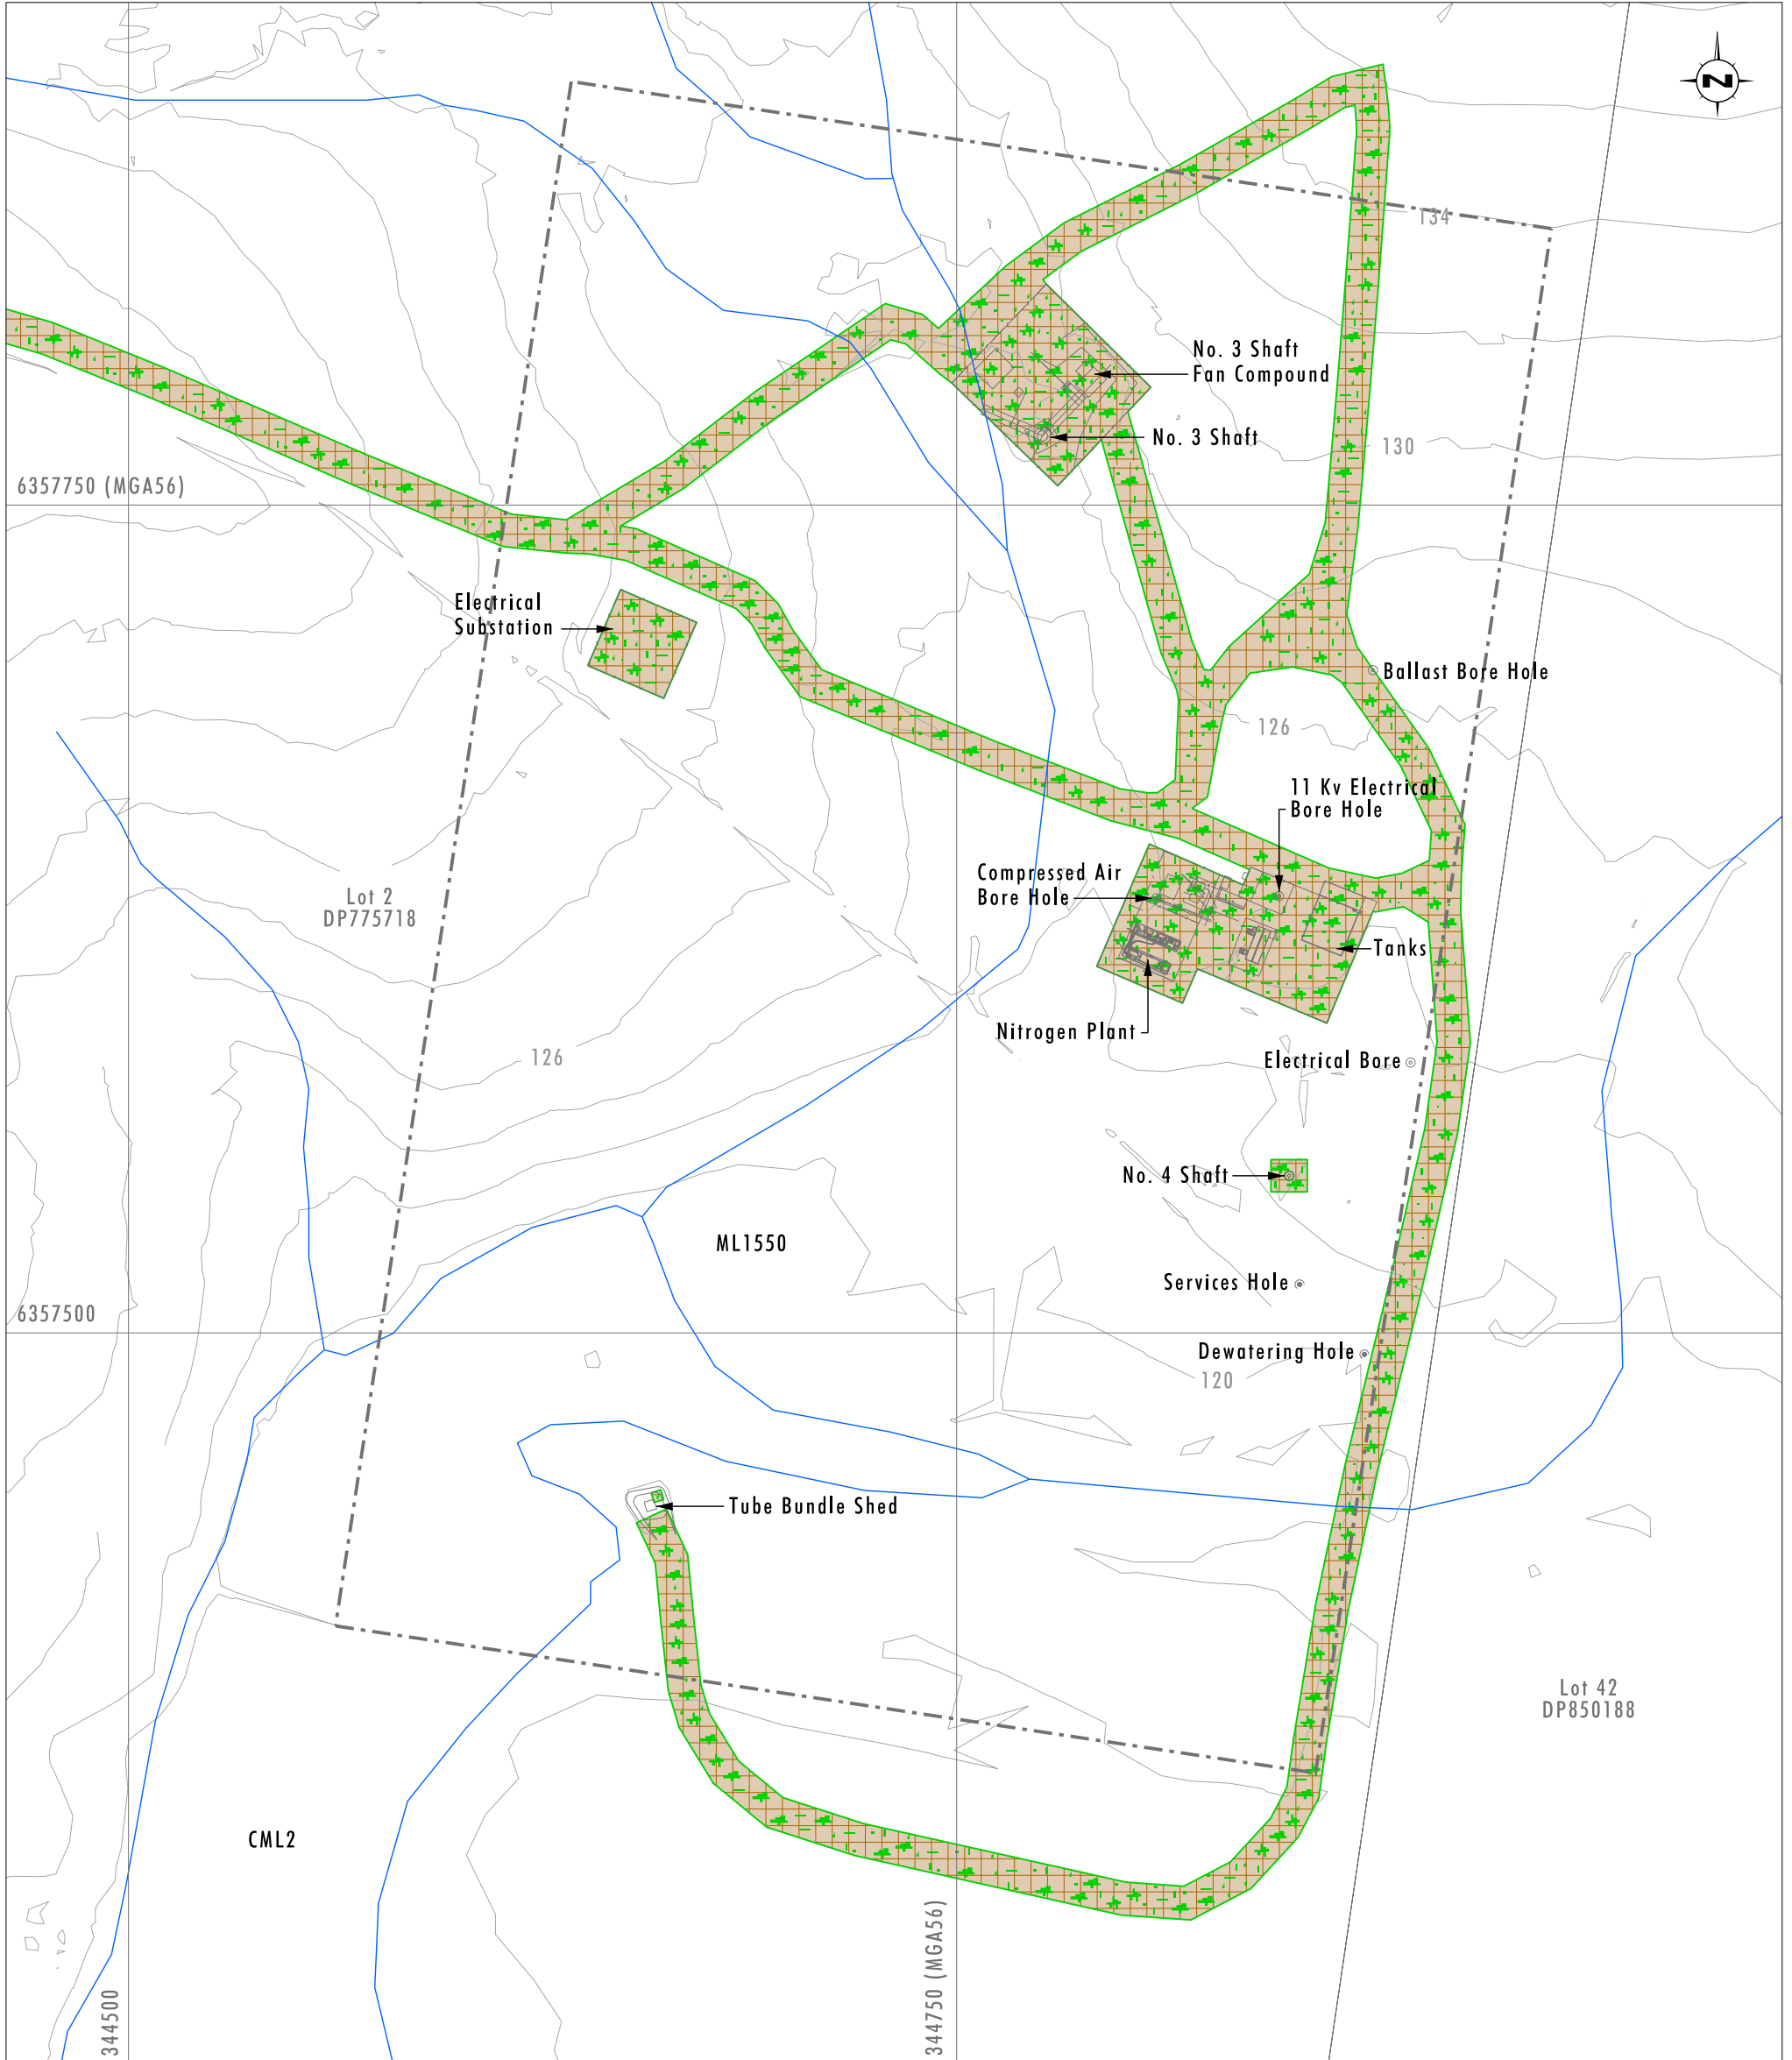 N
134
No. 3 Shaft
Fan Compound
No. 3 Shaft
130
6357750 (MGA56)
Electrical
Substation
Ballast Bore Hole
126
11 Kv Electrical
Bore Hole
Compressed Air
Bore Hole
Lot 2
DP775718
Tanks
Nitrogen Plant
126
Electrical Bore
No. 4 Shaft
ML1550
Services Hole
6357500
Dewatering Hole
120
Tube Bundle Shed
Lot 42
DP850188
CML2
344500
344750 (MGA56)